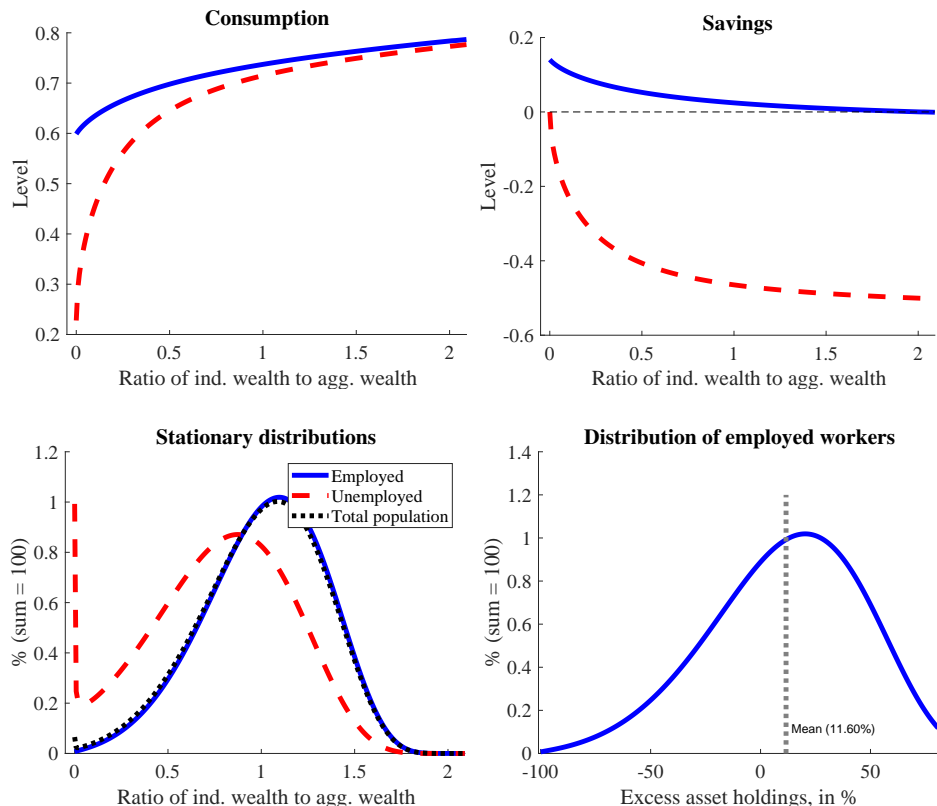 Consumption
0.8
0.7
0.6
0.5
0.4
0.3
0.2
Level
0 0.5 1 1.5 2
Ratio of ind. wealth to agg. wealth
Savings
0.2
0
-0.2
-0.4
-0.6
Level
0 0.5 1 1.5 2
Ratio of ind. wealth to agg. wealth
Stationary distributions
1.2
1
0.8
0.6
0.4
0.2
0
% (sum = 100)
Employed
Unemployed
Total population
0 0.5 1 1.5 2
Ratio of ind. wealth to agg. wealth
Distribution of employed workers
1.4
1.2
1
0.8
0.6
0.4
0.2
0
% (sum = 100)
Mean (11.60%)
-100 -50 0 50
Excess asset holdings, in %